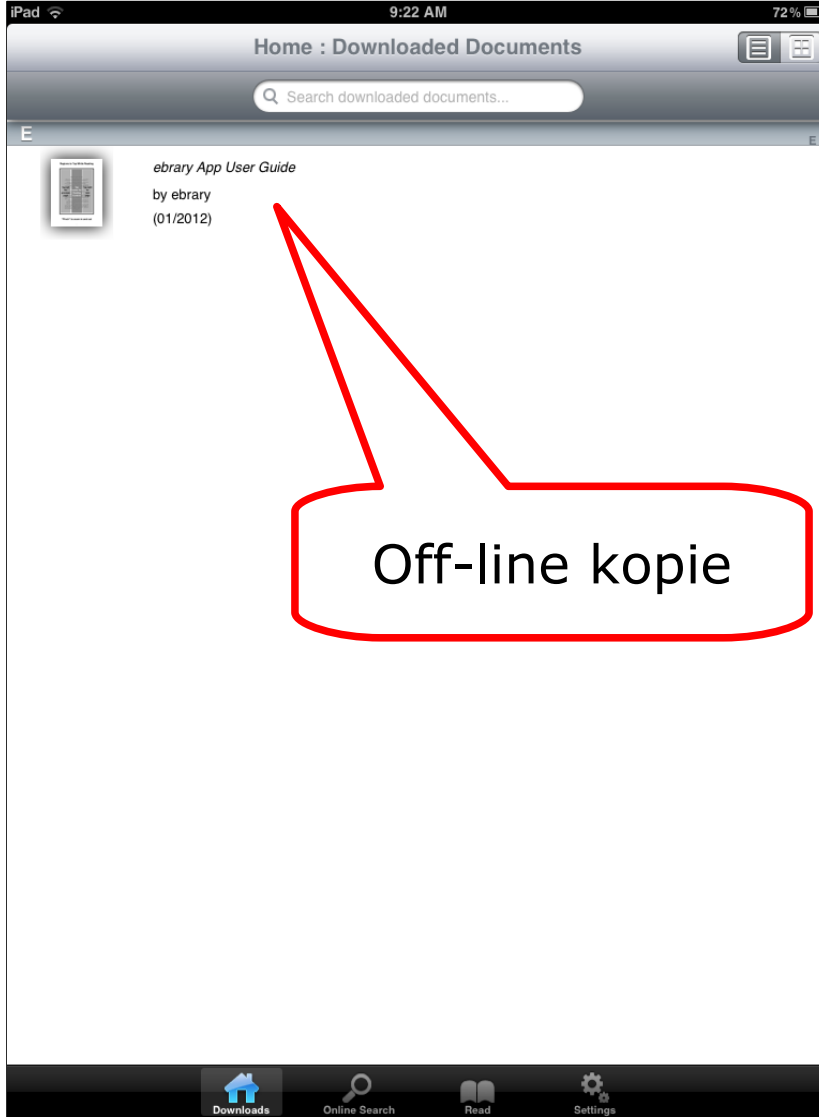 iPad 9:22 AM 72%
Home : Downloaded Documents
Search downloaded documents...
E
E
ebrary App User Guide
by ebrary
(01/2012)
Off-line kopie
Downloads Online Search Read Settings